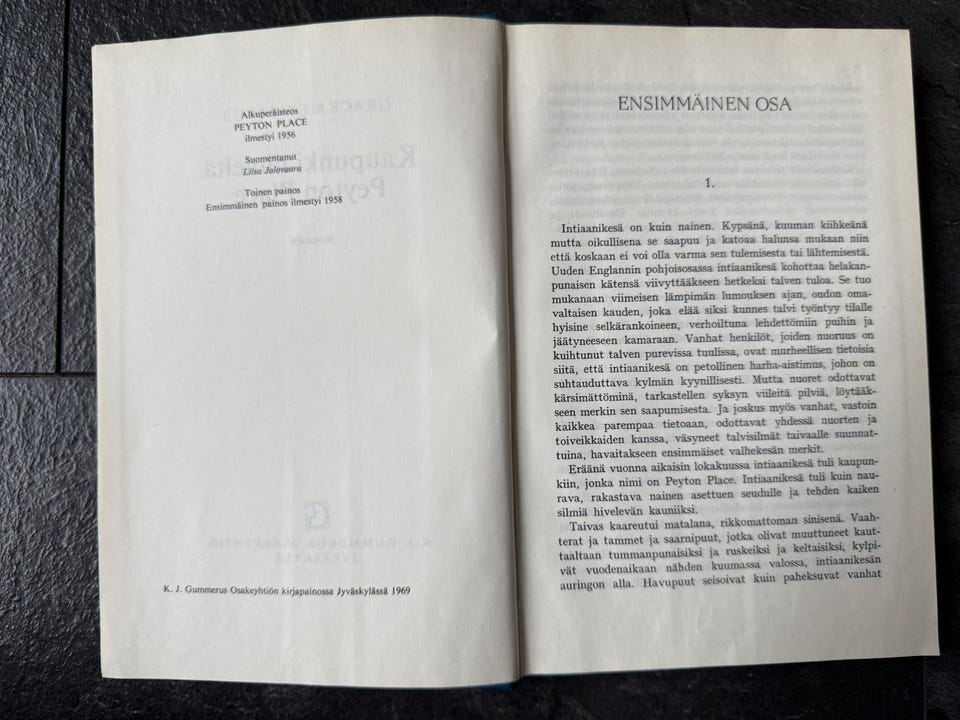 Alkuperäisteos
PEYTON PLACE
ilmestyi 1956
Suomentanut
Liisa Jalovaara
Toinen painos
Ensimmäinen painos ilmestyi 1958
K. J. Gummerus Osakeyhtiön kirjapainossa Jyväskylässä 1969
ENSIMMÄINEN OSA
1.
Intiaanikesä on kuin nainen. Kypsänä, kuuman kiihkeänä
mutta oikullisena se saapuu ja katoaa halunsa mukaan niin
että koskaan ei voi olla varma sen tulemisesta tai lähtemisestä.
Uuden Englannin pohjoisosassa intiaanikesä kohottaa helakan-
punaisen kätensä viivyttääkseen hetkeksi talven tuloa. Se tuo
mukanaan viimeisen lämpimän lumouksen ajan, oudon oma-
valtaisen kauden, joka elää siksi kunnes talvi työntyy tilalle
hyisine selkärankoineen, verhoiltuna lehdettömiin puihin ja
jäätyneeseen kamaraan. Vanhat henkilöt, joiden nuoruus on
kuihtunut talven purevissa tuulissa, ovat murheellisen tietoisia
siitä, että intiaanikesä on petollinen harha-aistimus, johon on
suhtauduttava kylmän kyynillisesti. Mutta nuoret odottavat
kärsimättöminä, tarkastellen syksyn viileitä pilviä, löytääk-
seen merkin sen saapumisesta. Ja joskus myös vanhat, vastoin
kaikkea parempaa tietoaan, odottavat yhdessä nuorten ja
toiveikkaiden kanssa, väsyneet talvisilmät taivaalle suunnat-
tuina, havaitakseen ensimmäiset valhekesän merkit.
Eräänä vuonna aikaisin lokakuussa intiaanikesä tuli kaupun-
kiin, jonka nimi on Peyton Place. Intiaanikesä tuli kuin nau-
rava, rakastava nainen asettuen seudulle ja tehden kaiken
silmiä hivelevän kauniiksi.
Taivas kaareutui matalana, rikkomattoman sinisenä. Vaah-
terat ja tammet ja saarnipuut, jotka olivat muuttuneet kaut-
taaltaan tummanpunaisiksi ja ruskeiksi ja keltaisiksi, kylpi-
vät vuodenaikaan nähden kuumassa valossa, intiaanikesän
auringon alla. Havupuut seisoivat kuin paheksuvat vanhat